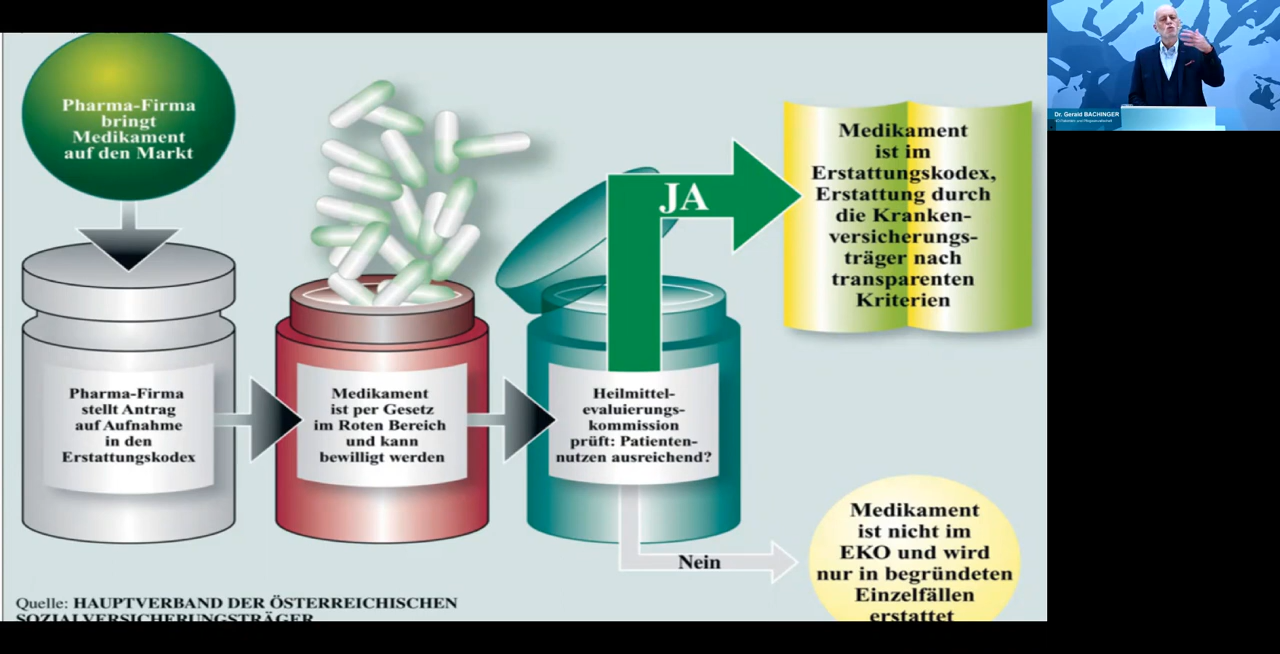 Pharma-Firma
bringt
Medikament
auf den Markt
Pharma-Firma
stellt Antrag
auf Aufnahme
in den
Erstattungskodex
Medikament
ist per Gesetz
im Roten Bereich
und kann
bewilligt werden
Heilmittel-
evaluierungs-
kommission
prüft: Patienten-
nutzen ausreichend?
JA
Medikament
ist im
Erstattungskodex,
Erstattung durch
die Kranken-
versicherungs-
träger nach
transparenten
Kriterien
Nein
Medikament
ist nicht im
EKO und wird
nur in begründeten
Einzelfällen
erstattet
Quelle: HAUPTVERBAND DER ÖSTERREICHISCHEN
SOZIALVERSICHERUNGSTRÄGER
Dr. Gerald BACHINGER